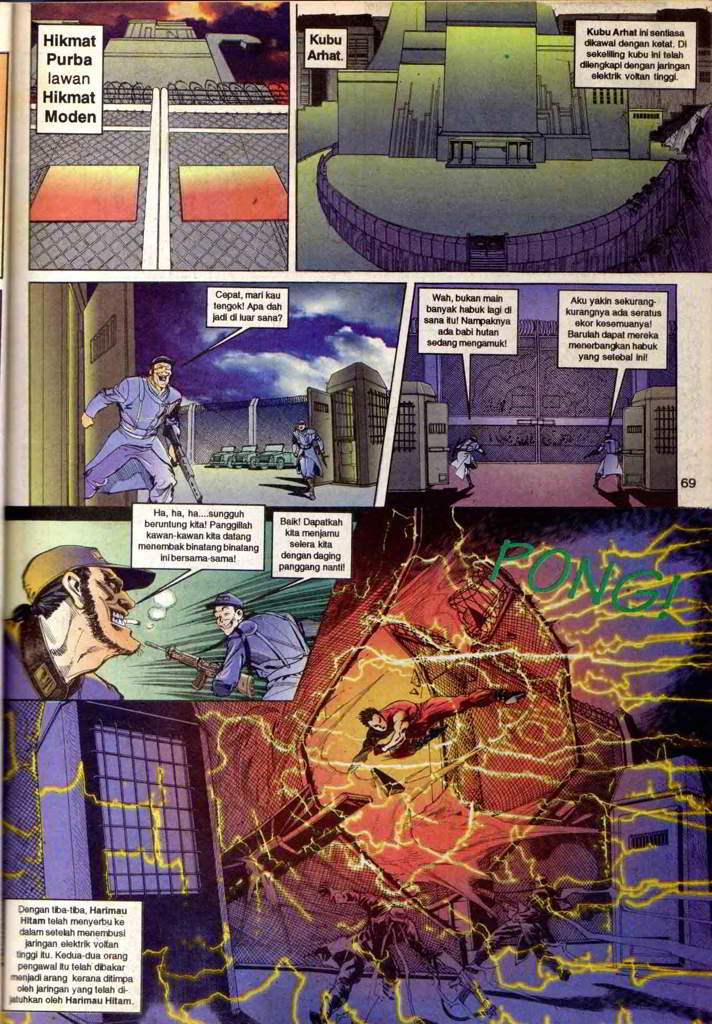 Hikmat
Purba
lawan
Hikmat
Moden
Kubu
Arhat.
Kubu Arhat ini sentiasa
dikawal dengan ketat. Di
sekeliling kubu ini telah
dilengkapi dengan jaringan
elektrik voltan tinggi.
Cepat, mari kau
tengok! Apa dah
jadi di luar sana?
Wah, bukan main
banyak habuk lagi di
sana itu! Nampaknya
ada babi hutan
sedang mengamuk!
Aku yakin sekurang-
kurangnya ada seratus
ekor kesemuanya!
Barulah dapat mereka
menerbangkan habuk
yang setebal ini!
69
Ha, ha, ha....sungguh
beruntung kita! Panggillah
kawan-kawan kita datang
menembak binatang binatang
ini bersama-sama!
Baik! Dapatkah
kita menjamu
selera kita
dengan daging
panggang nanti!
PONG!
Dengan tiba-tiba, Harimau
Hitam telah menyerbu ke
dalam setelah menembusi
jaringan elektrik voltan
tinggi itu. Kedua-dua orang
pengawal itu telah dibakar
menjadi arang kerana ditimpa
oleh jaringan yang telah di-
jatuhkan oleh Harimau Hitam.